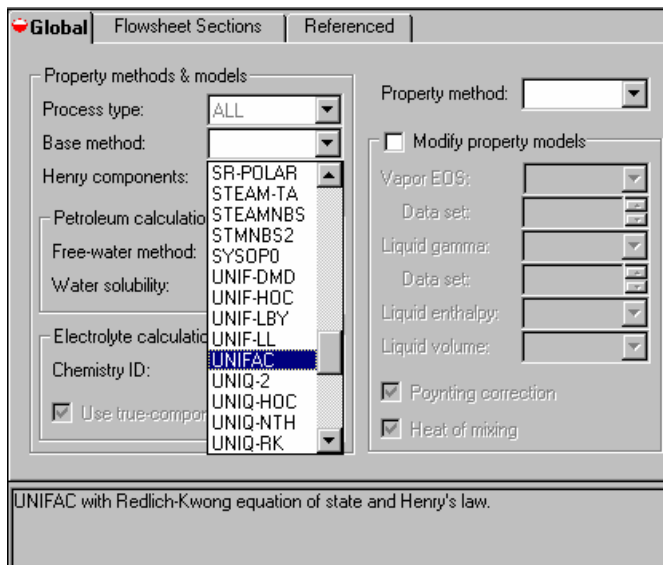 Global Flowsheet Sections Referenced
Property methods & models
Process type: ALL
Base method:
Henry components:
Petroleum calculatio
Free-water method:
Water solubility:
Electrolyte calculatic
Chemistry ID:
Use true-compor
SR-POLAR
STEAM-TA
STEAMNBS
STMNBS2
SYSOP0
UNIF-DMD
UNIF-HOC
UNIF-LBY
UNIF-LL
UNIFAC
UNIQ-2
UNIQ-HOC
UNIQ-NTH
UNIQ-RK
Property method:
Modify property models
Vapor EOS:
Data set:
Liquid gamma:
Data set:
Liquid enthalpy:
Liquid volume:
Poynting correction
Heat of mixing
UNIFAC with Redlich-Kwong equation of state and Henry's law.